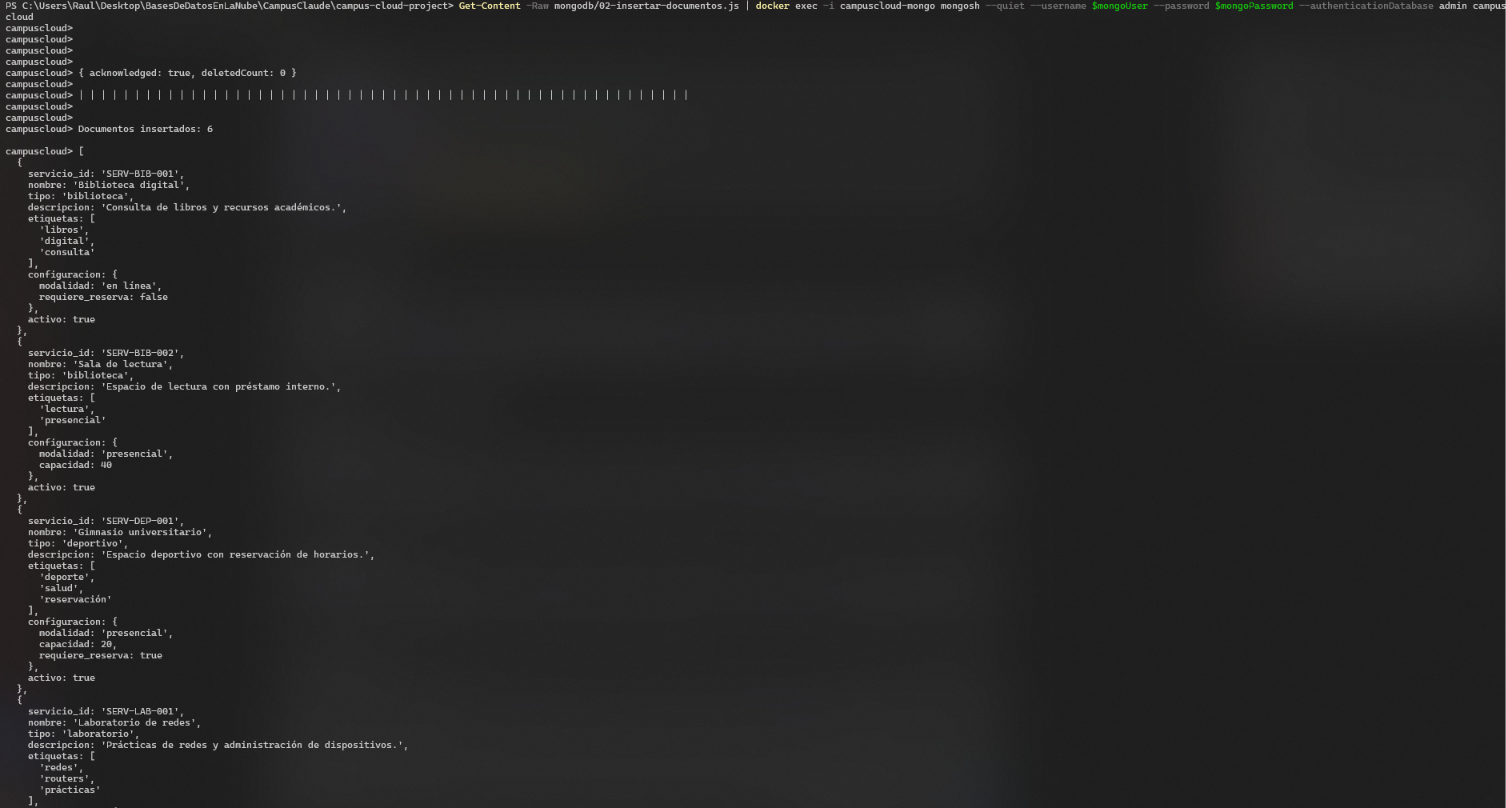 PS C:\Users\Raul\Desktop\BasesDeDatosEnLaNube\CampusClaude\campus-cloud-project> Get-Content -Raw mongodb/02-insertar-documentos.js | docker exec -i campuscloud-mongo mongosh --quiet --username $mongoUser --password $mongoPassword --authenticationDatabase admin campus
cloud
campuscloud>
campuscloud>
campuscloud>
campuscloud>
campuscloud> { acknowledged: true, deletedCount: 0 }
campuscloud>
campuscloud> | | | | | | | | | | | | | | | | | | | | | | | | | | | | | | | | | | | | | | | | | | | | | | | | | | | | | | |
campuscloud>
campuscloud>
campuscloud> Documentos insertados: 6
campuscloud> [
  {
    servicio_id: 'SERV-BIB-001',
    nombre: 'Biblioteca digital',
    tipo: 'biblioteca',
    descripcion: 'Consulta de libros y recursos académicos.',
    etiquetas: [
      'libros',
      'digital',
      'consulta'
    ],
    configuracion: {
      modalidad: 'en línea',
      requiere_reserva: false
    },
    activo: true
  },
  {
    servicio_id: 'SERV-BIB-002',
    nombre: 'Sala de lectura',
    tipo: 'biblioteca',
    descripcion: 'Espacio de lectura con préstamo interno.',
    etiquetas: [
      'lectura',
      'presencial'
    ],
    configuracion: {
      modalidad: 'presencial',
      capacidad: 40
    },
    activo: true
  },
  {
    servicio_id: 'SERV-DEP-001',
    nombre: 'Gimnasio universitario',
    tipo: 'deportivo',
    descripcion: 'Espacio deportivo con reservación de horarios.',
    etiquetas: [
      'deporte',
      'salud',
      'reservación'
    ],
    configuracion: {
      modalidad: 'presencial',
      capacidad: 20,
      requiere_reserva: true
    },
    activo: true
  },
  {
    servicio_id: 'SERV-LAB-001',
    nombre: 'Laboratorio de redes',
    tipo: 'laboratorio',
    descripcion: 'Prácticas de redes y administración de dispositivos.',
    etiquetas: [
      'redes',
      'routers',
      'prácticas'
    ],